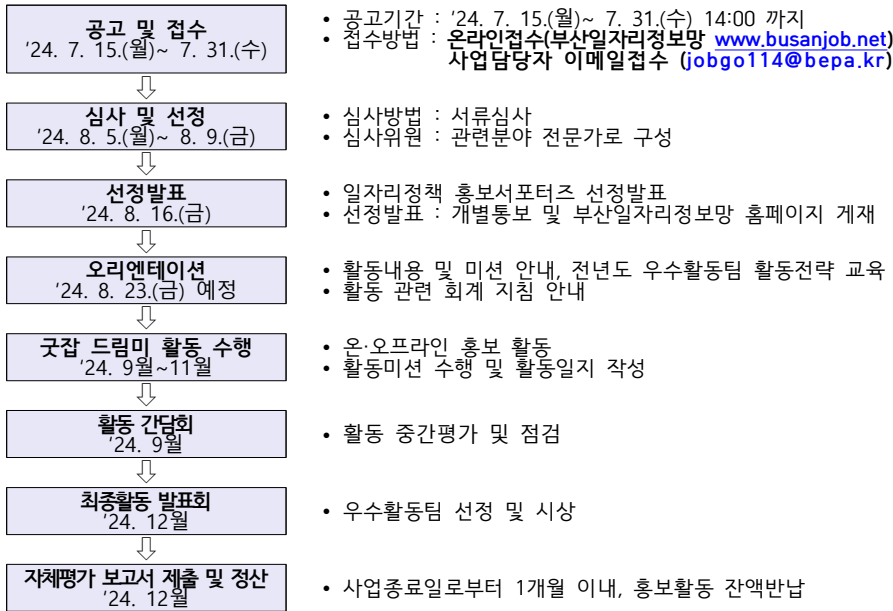 공고 및 접수
'24. 7. 15.(월)~ 7. 31.(수)
• 공고기간 : '24. 7. 15.(월)~ 7. 31.(수) 14:00 까지
• 접수방법 : 온라인접수(부산일자리정보망 www.busanjob.net)
사업담당자 이메일접수 (jobgo114@bepa.kr)
심사 및 선정
'24. 8. 5.(월)~ 8. 9.(금)
• 심사방법 : 서류심사
• 심사위원 : 관련분야 전문가로 구성
선정발표
'24. 8. 16.(금)
• 일자리정책 홍보서포터즈 선정발표
• 선정발표 : 개별통보 및 부산일자리정보망 홈페이지 게재
오리엔테이션
'24. 8. 23.(금) 예정
• 활동내용 및 미션 안내, 전년도 우수활동팀 활동전략 교육
• 활동 관련 회계 지침 안내
굿잡 드림미 활동 수행
'24. 9월~11월
• 온·오프라인 홍보 활동
• 활동미션 수행 및 활동일지 작성
활동 간담회
'24. 9월
• 활동 중간평가 및 점검
최종활동 발표회
'24. 12월
• 우수활동팀 선정 및 시상
자체평가 보고서 제출 및 정산
'24. 12월
• 사업종료일로부터 1개월 이내, 홍보활동 잔액반납